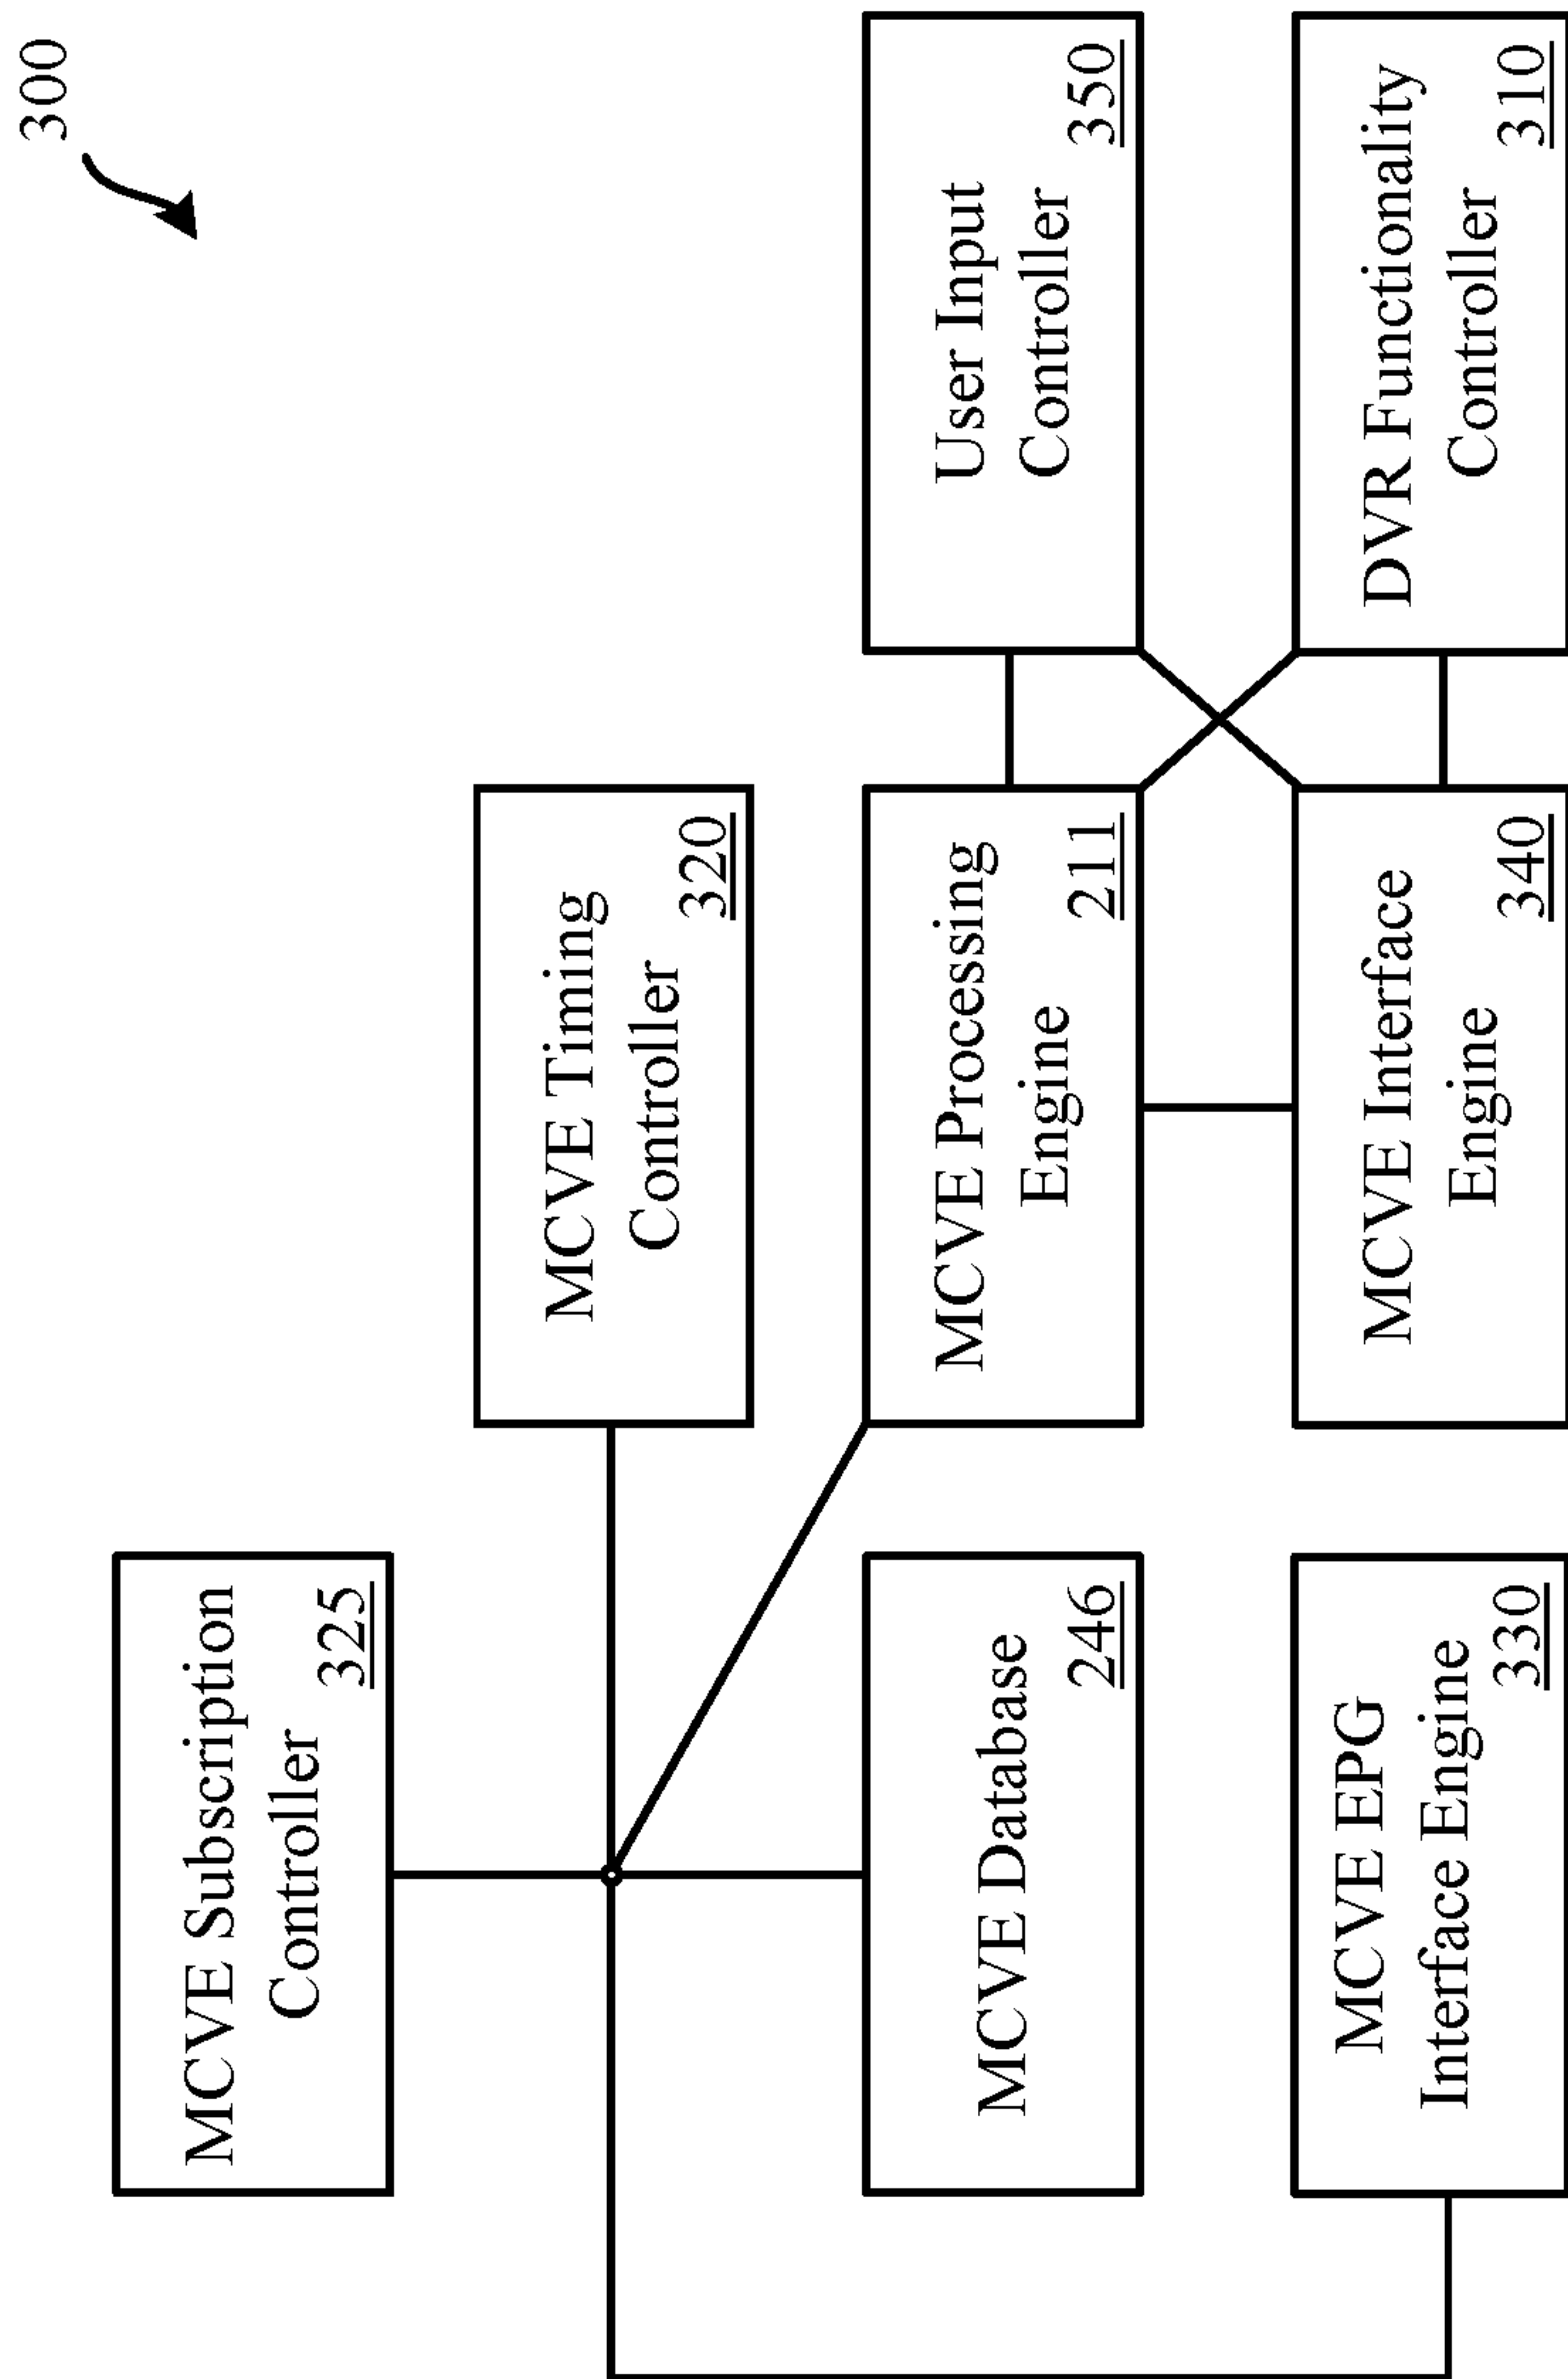 300
MCVE Subscription
Controller
325
MCVE Timing
Controller
320
MCVE Database
246
MCVE Processing
Engine
211
User Input
Controller
350
MCVE EPG
Interface Engine
330
MCVE Interface
Engine
340
DVR Functionality
Controller
310